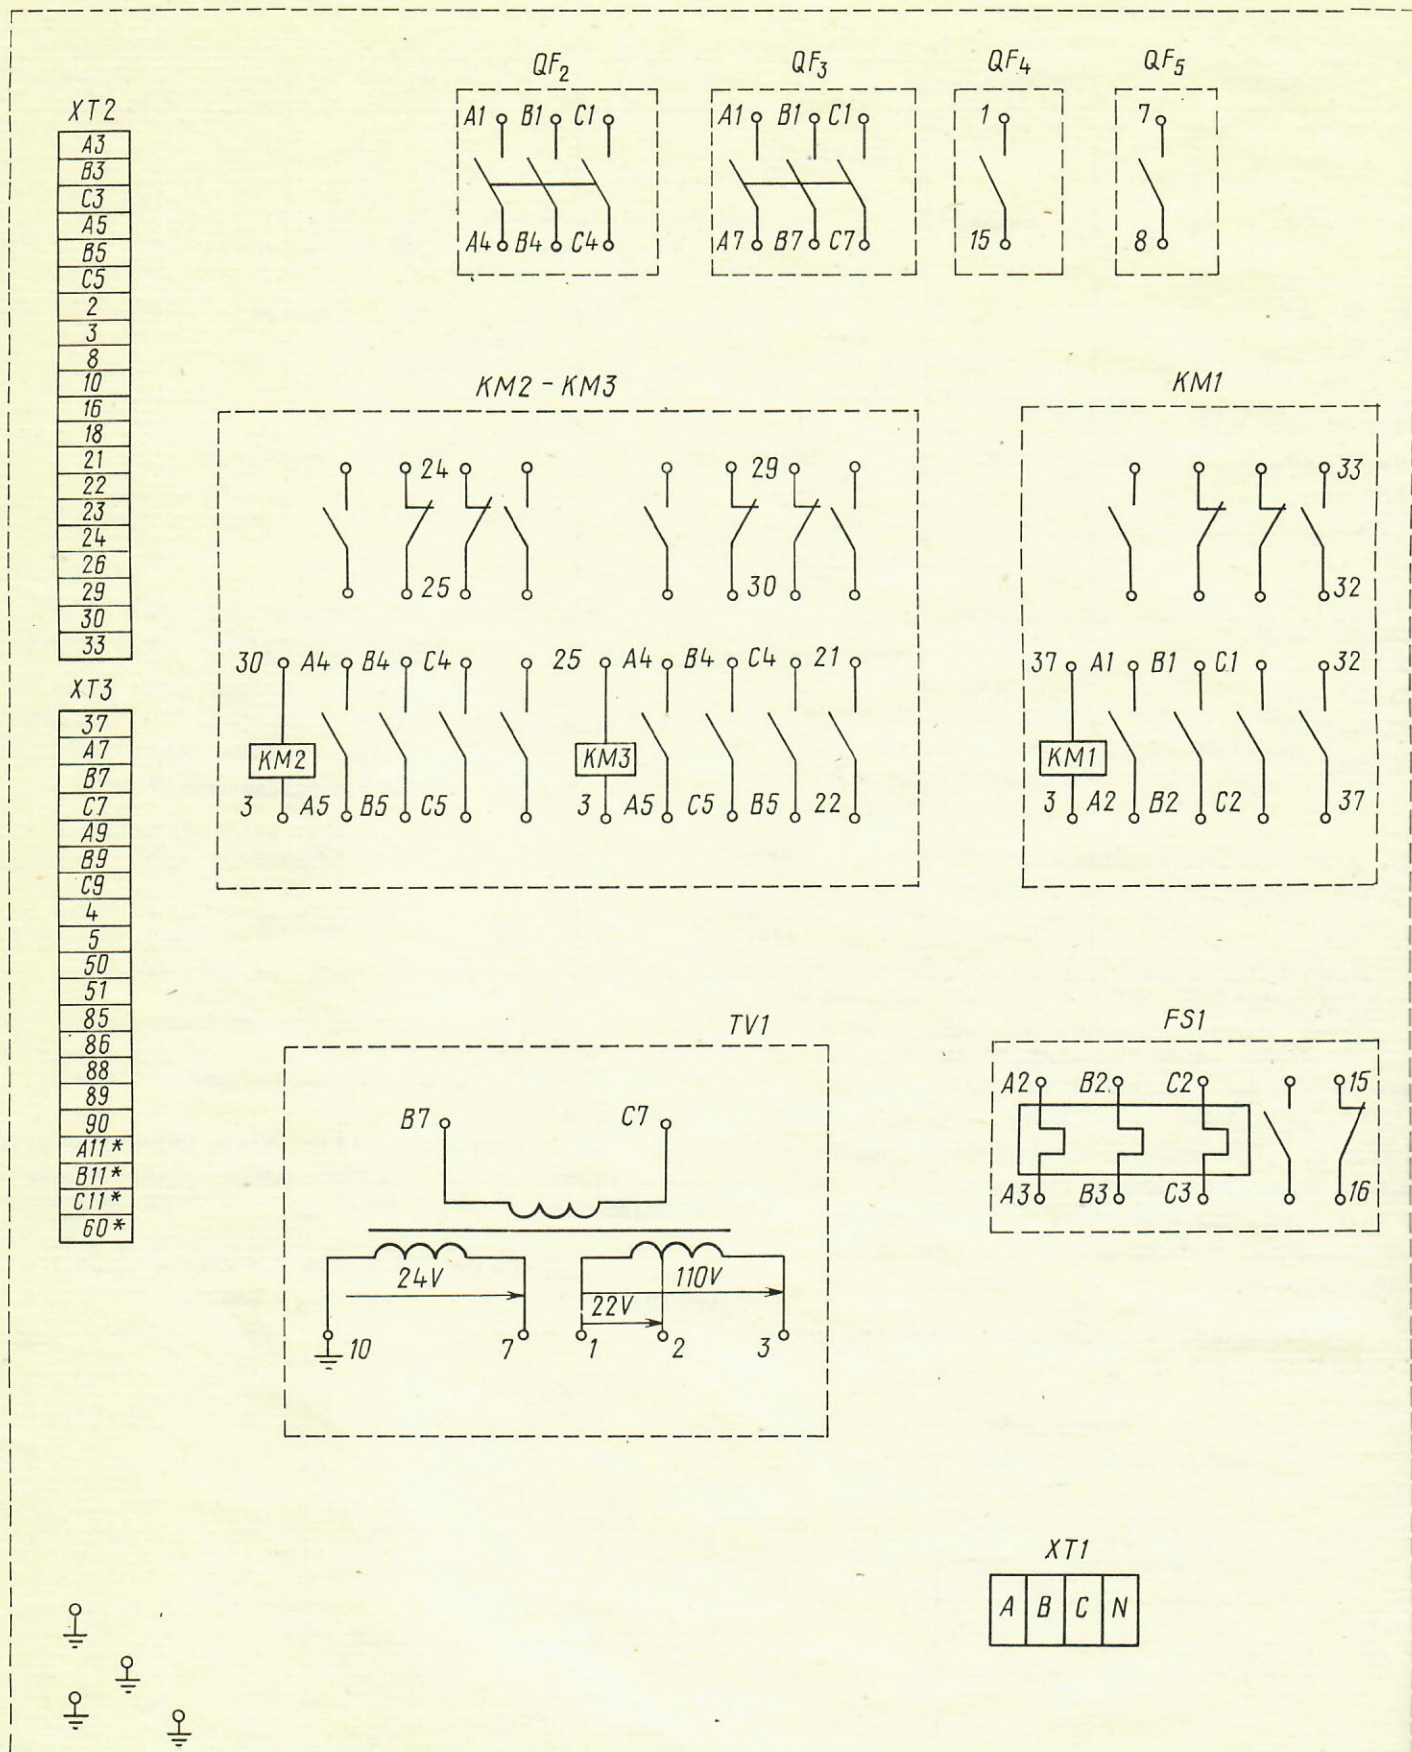 QF2 QF3 QF4 QF5
A1 B1 C1 A1 B1 C1 1 7
A4 B4 C4 A7 B7 C7 15 8
XT2
A3
B3
C3
A5
B5
C5
2
3
8
10
16
18
21
22
23
24
26
29
30
33
XT3
37
A7
B7
C7
A9
B9
C9
4
5
50
51
85
86
88
89
90
A11*
B11*
C11*
60*
KM2-KM3
24 29
25 30
30 A4 B4 C4 25 A4 B4 C4 21
KM2 KM3
3 A5 B5 C5 3 A5 C5 B5 22
KM1
33
32
37 A1 B1 C1 32
KM1
3 A2 B2 C2 37
TV1
B7 C7
24V 110V
22V
10 7 1 2 3
FS1
A2 B2 C2 15
A3 B3 C3 16
XT1
A B C N